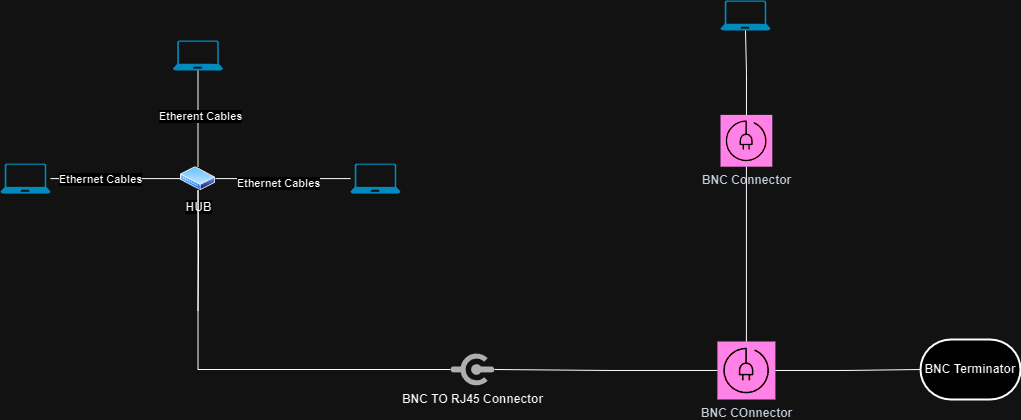 Etherent Cables
Ethernet Cables
Ethernet Cables
HUB
BNC Connector
BNC TO RJ45 Connector
BNC COnnector
BNC Terminator